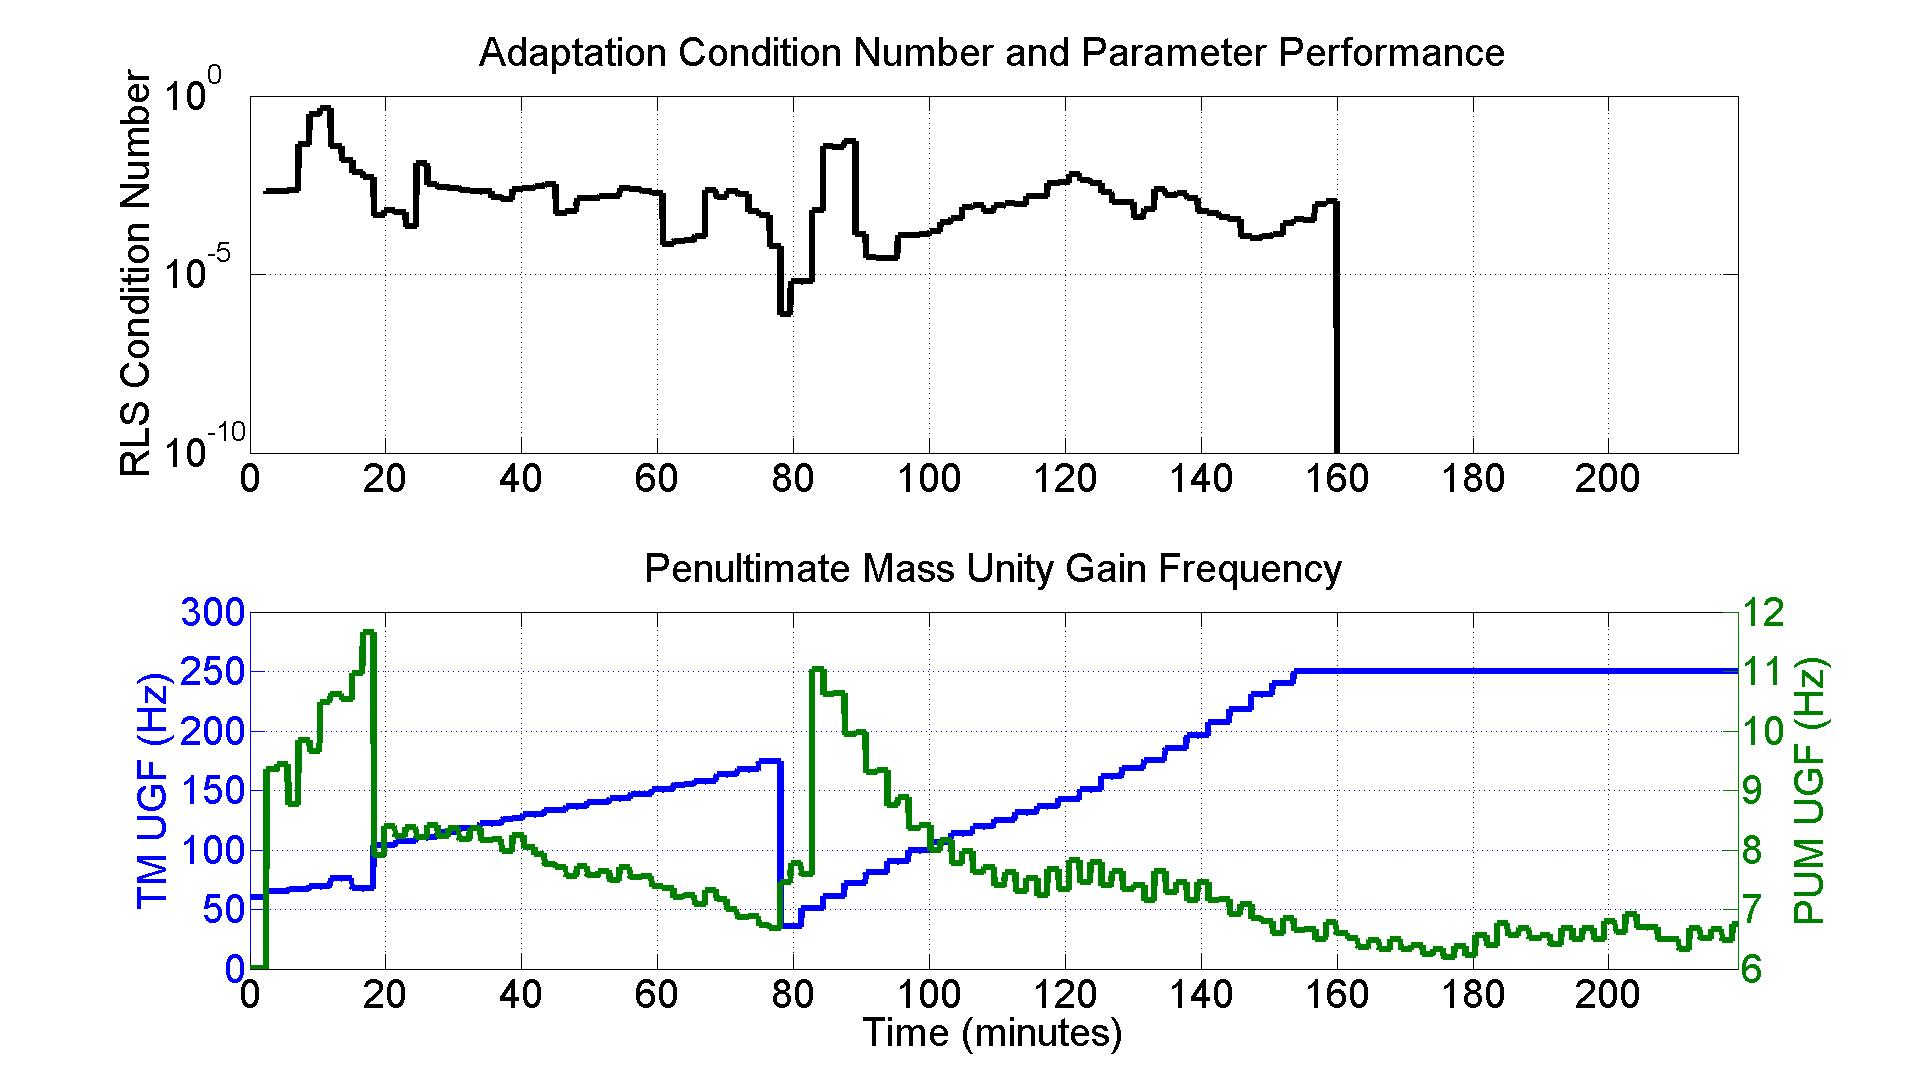 Adaptation Condition Number and Parameter Performance
RLS Condition Number
10^0
10^-5
10^-10
0 20 40 60 80 100 120 140 160 180 200
Penultimate Mass Unity Gain Frequency
TM UGF (Hz)
300
250
200
150
100
50
0
12
11
10
9
8
7
6
PUM UGF (Hz)
0 20 40 60 80 100 120 140 160 180 200
Time (minutes)